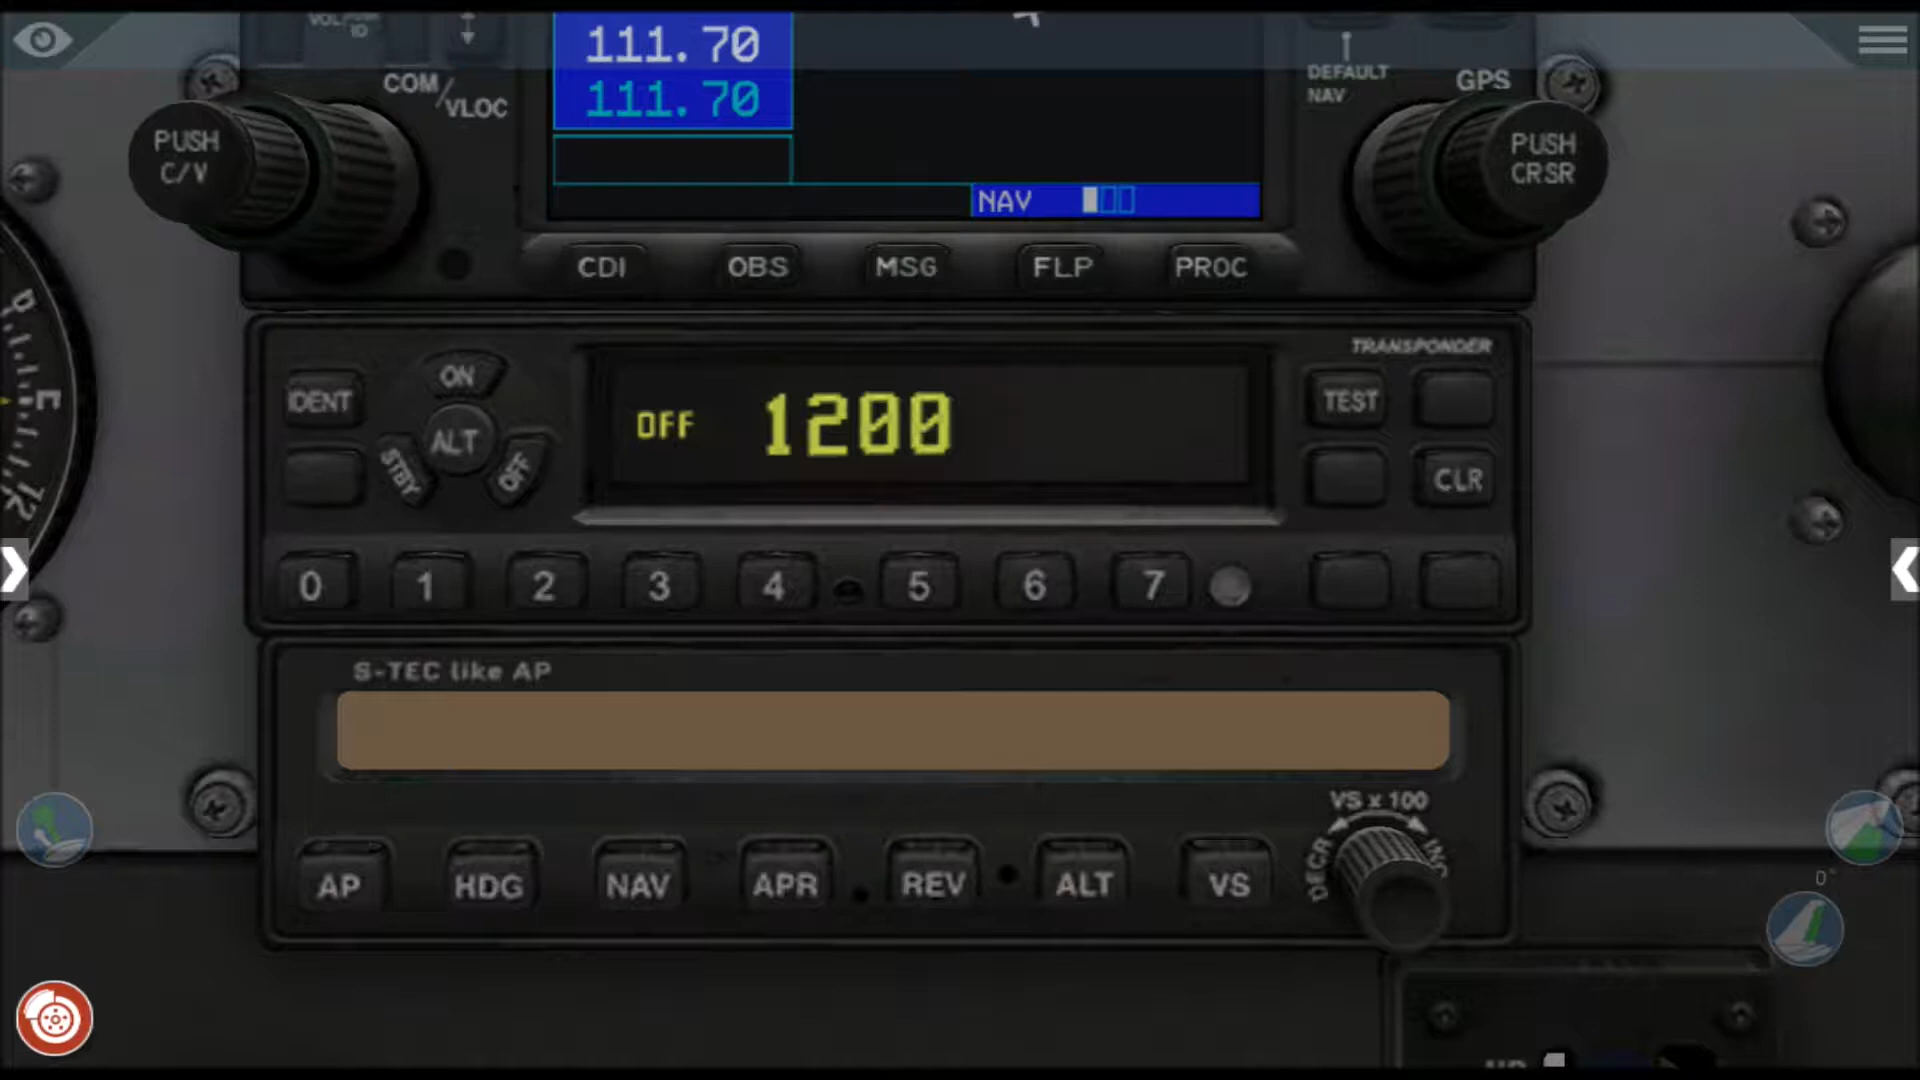 COM/VLOC
111.70
111.70
DEFAULT
NAV
GPS
PUSH
C/V
PUSH
CRSR
NAV
CDI OBS MSG FLP PROC
TRANSPONDER
IDENT ON ALT STBY OFF
OFF 1200
TEST
CLR
0 1 2 3 4 5 6 7
S-TEC like AP
VS x 100
DECR INC
AP HDG NAV APR REV ALT VS
0°